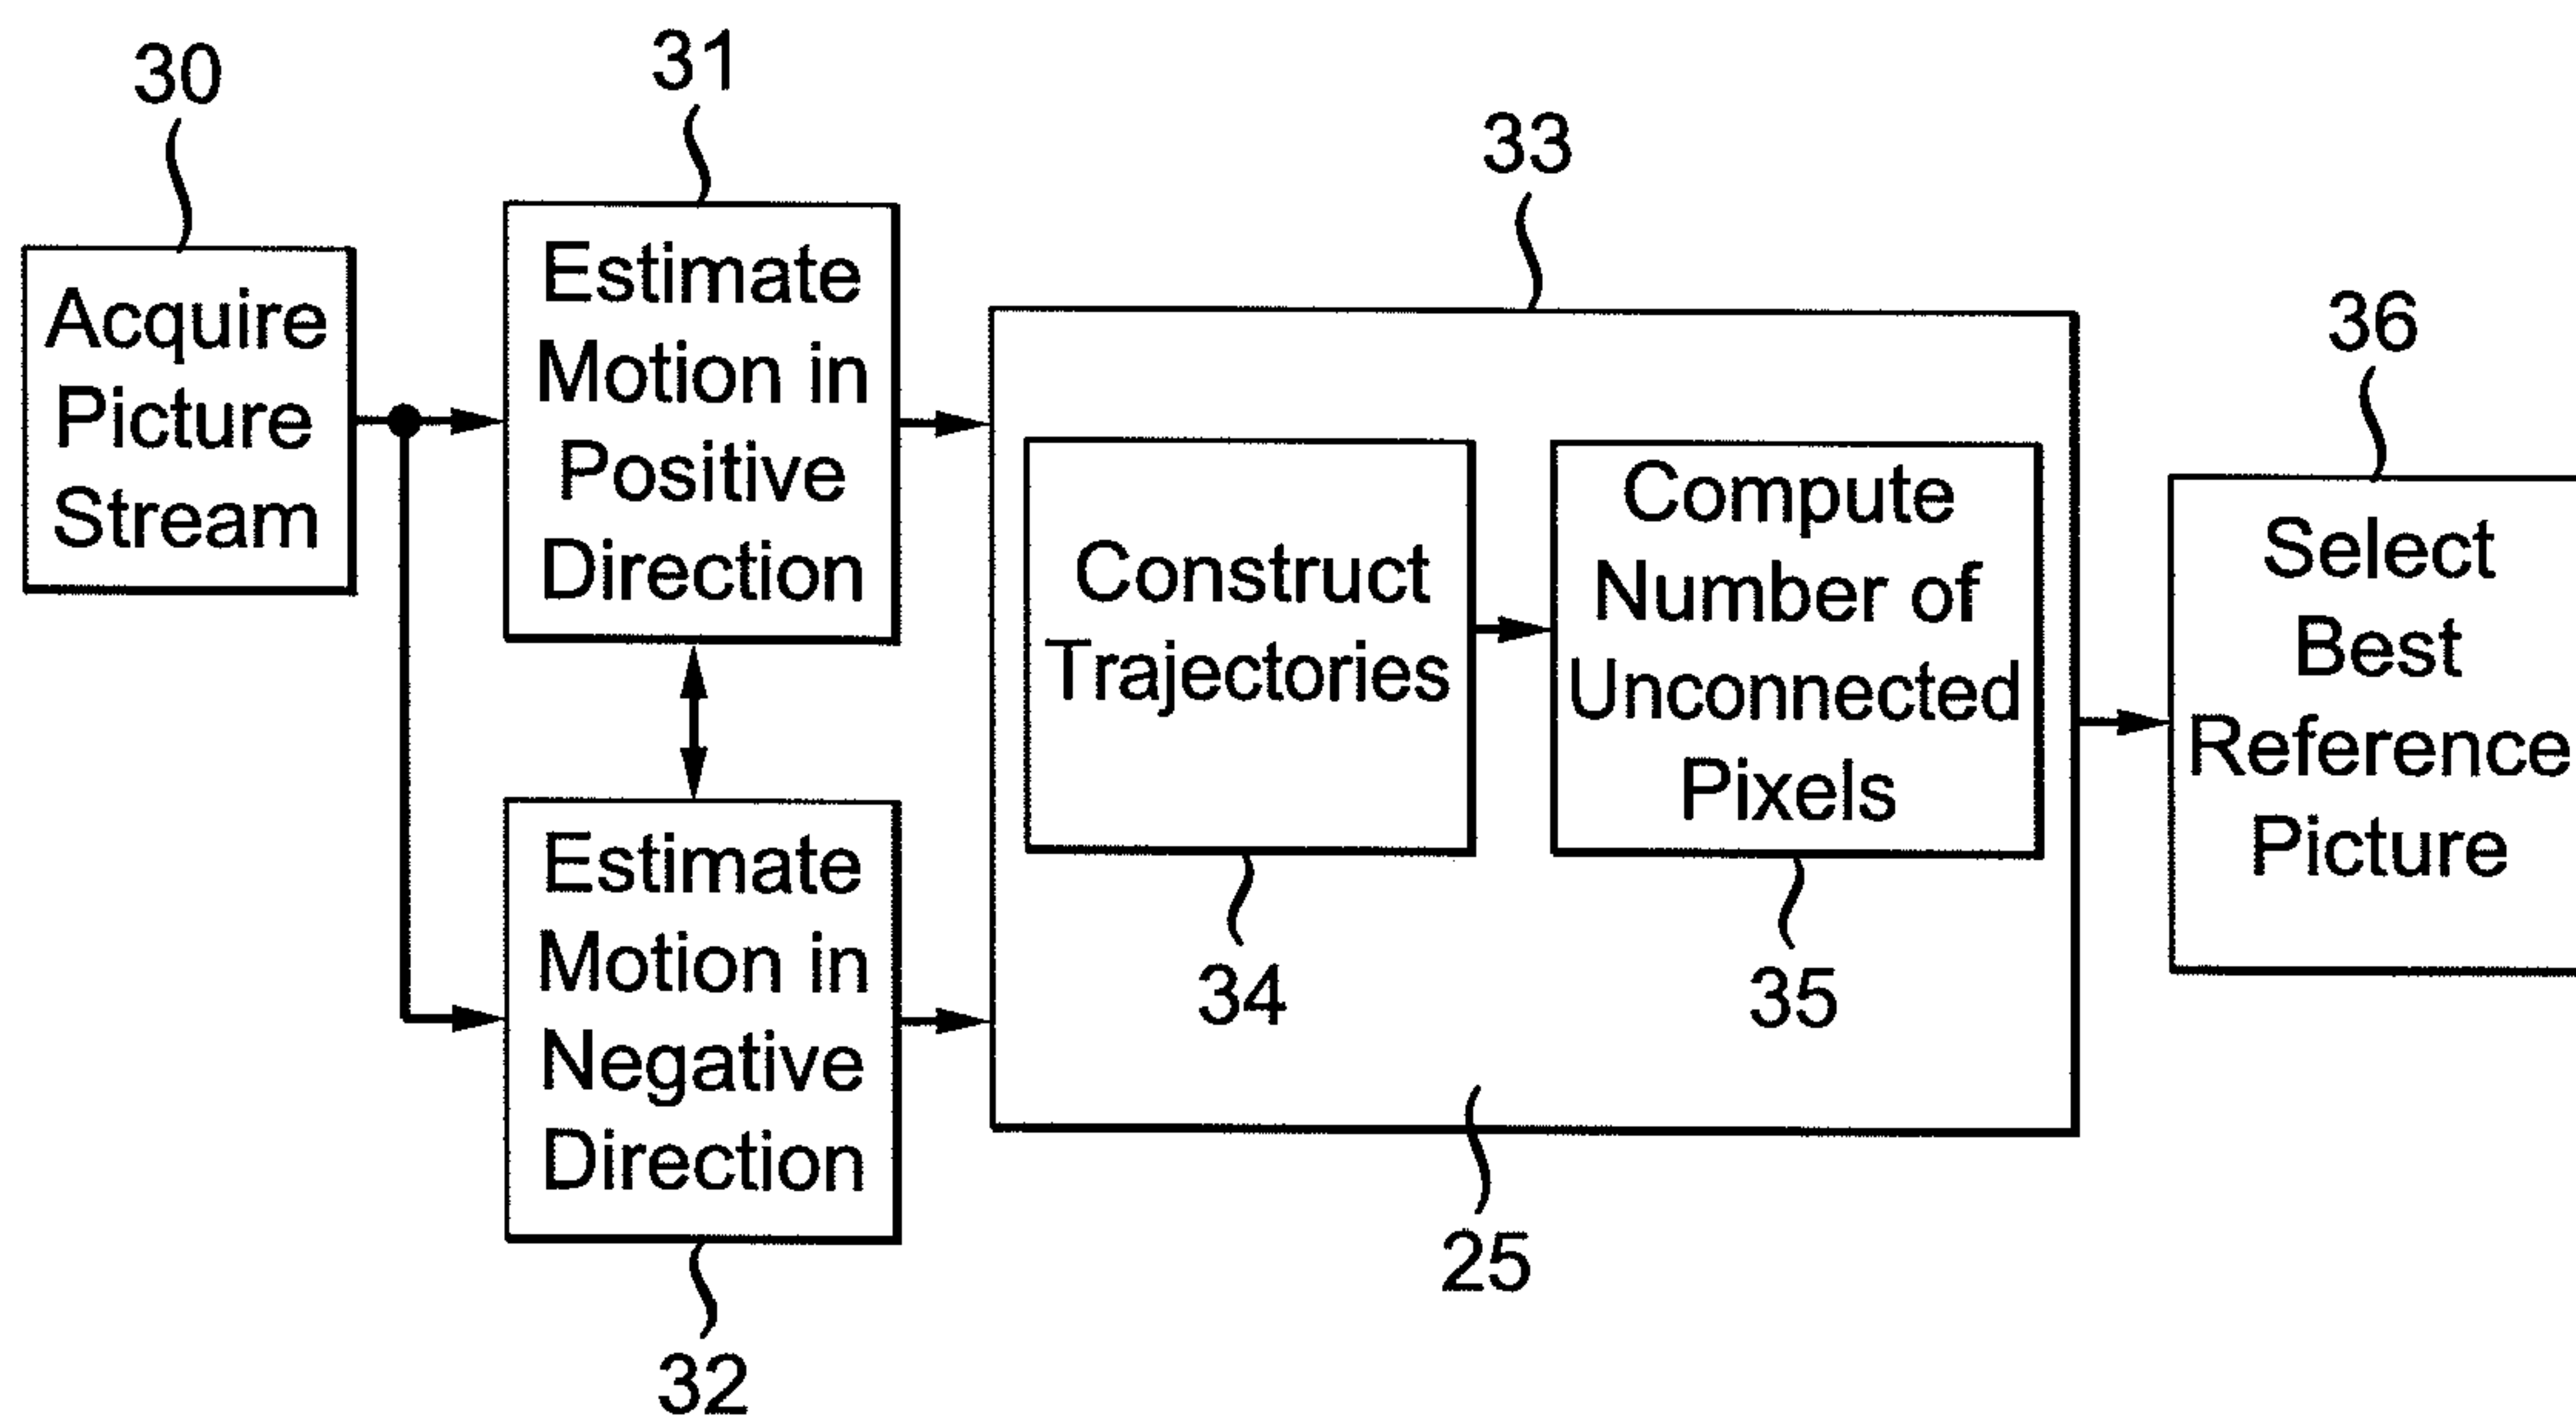 30
Acquire
Picture
Stream
31
Estimate
Motion in
Positive
Direction
Estimate
Motion in
Negative
Direction
32
33
Construct
Trajectories
34
Compute
Number of
Unconnected
Pixels
35
25
36
Select
Best
Reference
Picture